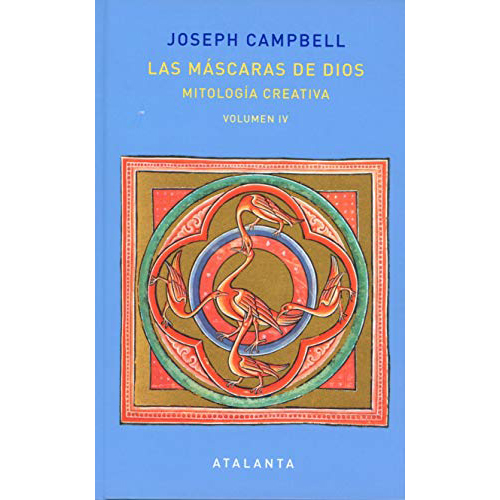 JOSEPH CAMPBELL
LAS MÁSCARAS DE DIOS
MITOLOGÍA CREATIVA
VOLUMEN IV
ATALANTA